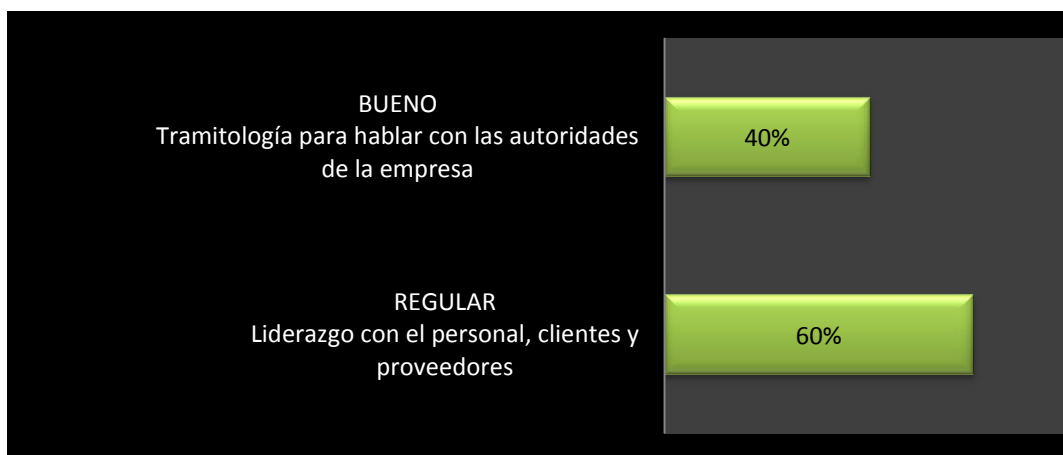 BUENO
Tramitología para hablar con las autoridades
de la empresa
40%
REGULAR
Liderazgo con el personal, clientes y
proveedores
60%